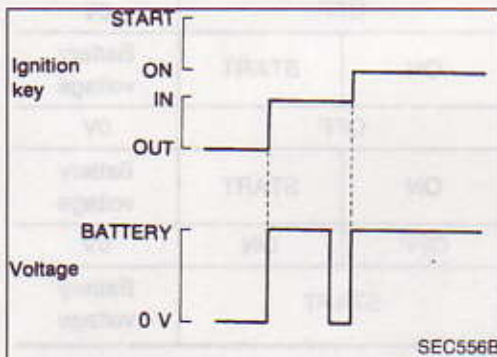 START
ON
Ignition
key
IN
OUT
BATTERY
Voltage
0 V
SEC556B